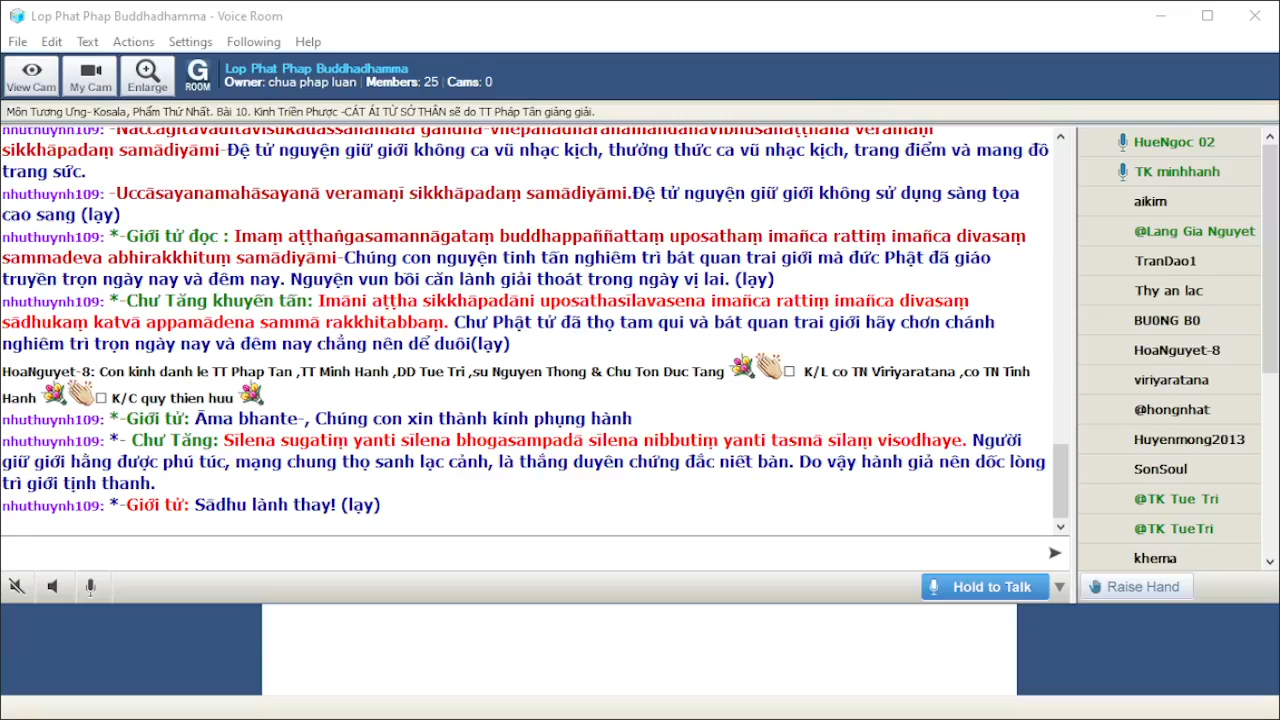 Lop Phat Phap Buddhadhamma - Voice Room
File Edit Text Actions Settings Following Help
View Cam My Cam Enlarge G ROOM
Lop Phat Phap Buddhadhamma
Owner: chua phap luan | Members: 25 | Cams: 0
Môn Tương Ưng- Kosala, Phẩm Thứ Nhất. Bài 10. Kinh Triền Phược -CÁT ÁI TỬ SỚ THẦN sẽ do TT Pháp Tân giảng giải.
nhuthuynh109: -Naccagītavāditavisūkadassanamālā gandha-vilepanadhāraṇamaṇḍanavibhūsanaṭṭhānā veramaṇī
sikkhāpadaṃ samādiyāmi-Đệ tử nguyện giữ giới không ca vũ nhạc kịch, thưởng thức ca vũ nhạc kịch, trang điểm và mang đồ
trang sức.
nhuthuynh109: -Uccāsayanamahāsayanā veramaṇī sikkhāpadaṃ samādiyāmi.Đệ tử nguyện giữ giới không sử dụng sàng tọa
cao sang (lạy)
nhuthuynh109: *-Giới tử đọc : Imaṃ aṭṭhaṅgasamannāgataṃ buddhappaññattaṃ uposathaṃ imañca rattiṃ imañca divasaṃ
sammadeva abhirakkhituṃ samādiyāmi-Chúng con nguyện tinh tấn nghiêm trì bát quan trai giới mà đức Phật đã giáo
truyền trọn ngày nay và đêm nay. Nguyện vun bồi căn lành giải thoát trong ngày vị lai. (lạy)
nhuthuynh109: *-Chư Tăng khuyến tấn: Imāni aṭṭha sikkhāpadāni uposathasīlavasena imañca rattiṃ imañca divasaṃ
sādhukaṃ katvā appamādena sammā rakkhitabbaṃ. Chư Phật tử đã thọ tam qui và bát quan trai giới hãy chơn chánh
nghiêm trì trọn ngày nay và đêm nay chẳng nên dể duôi(lạy)
HoaNguyet-8: Con kinh danh le TT Phap Tan ,TT Minh Hanh ,DD Tue Tri ,su Nguyen Thong & Chu Ton Duc Tang K/L co TN Viriyaratana ,co TN Tinh
Hanh K/C quy thien huu
nhuthuynh109: *-Giới tử: Āma bhante-, Chúng con xin thành kính phụng hành
nhuthuynh109: *- Chư Tăng: Sīlena sugatiṃ yanti sīlena bhogasampadā sīlena nibbutiṃ yanti tasmā sīlaṃ visodhaye. Người
giữ giới hằng được phú túc, mạng chung thọ sanh lạc cảnh, là thắng duyên chứng đắc niết bàn. Do vậy hành giả nên dốc lòng
trì giới tịnh thanh.
nhuthuynh109: *-Giới tử: Sādhu lành thay! (lạy)
Hold to Talk
HueNgoc 02
TK minhhanh
aikim
@Lang Gia Nguyet
TranDao1
Thy an lac
BU0NG B0
HoaNguyet-8
viriyaratana
@hongnhat
Huyenmong2013
SonSoul
@TK Tue Tri
@TK TueTri
khema
Raise Hand